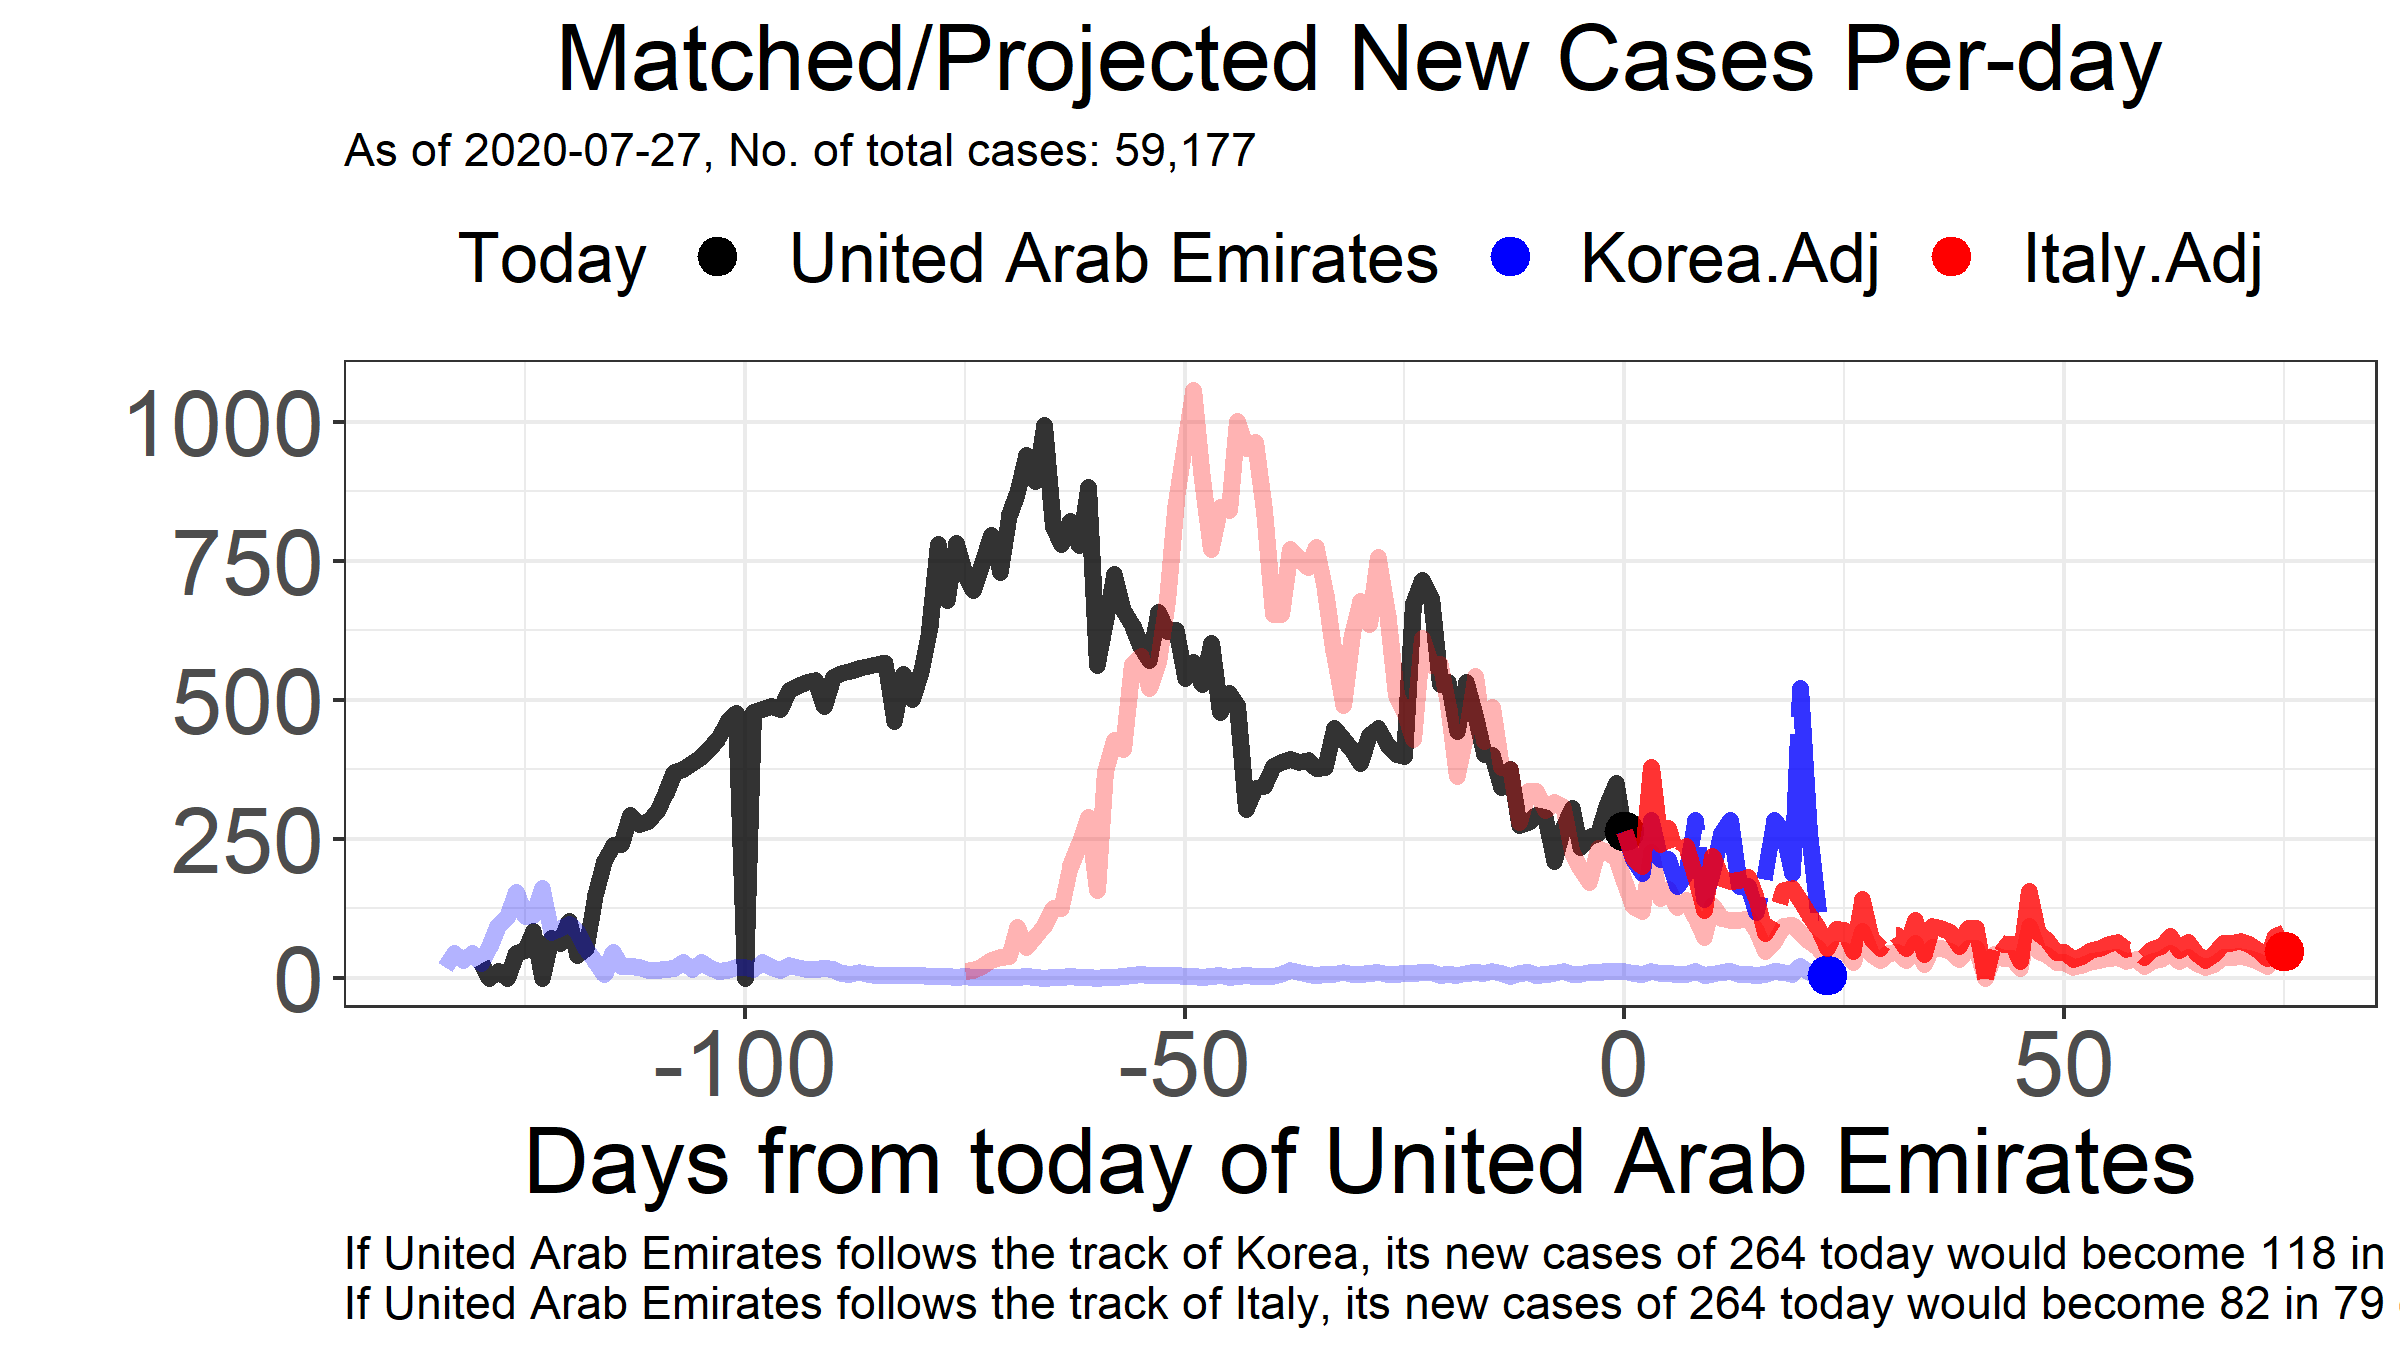 Matched/Projected New Cases Per-day
As of 2020-07-27, No. of total cases: 59,177
Today United Arab Emirates Korea.Adj Italy.Adj
1000
750
500
250
0
-100 -50 0 50
Days from today of United Arab Emirates
If United Arab Emirates follows the track of Korea, its new cases of 264 today would become 118 in
If United Arab Emirates follows the track of Italy, its new cases of 264 today would become 82 in 79